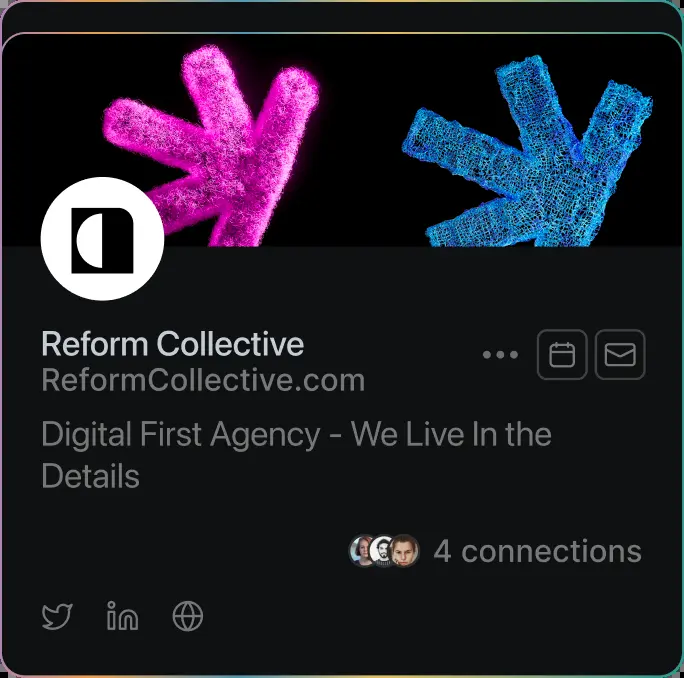 Reform Collective
ReformCollective.com
Digital First Agency - We Live In the
Details
4 connections